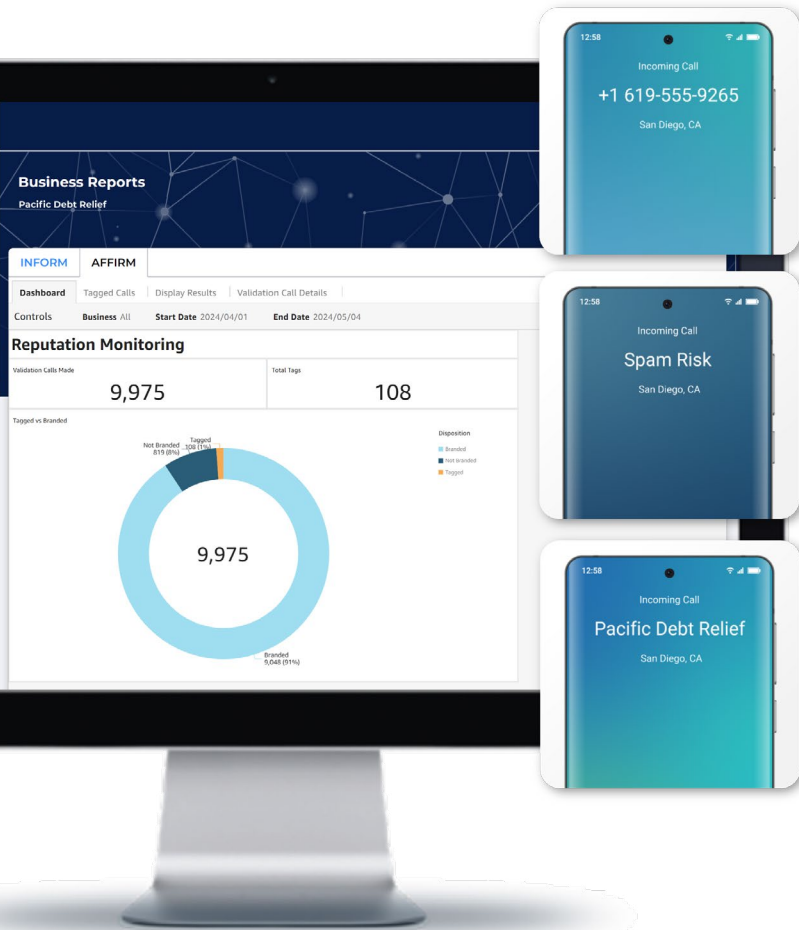 Business Reports
Pacific Debt Relief
INFORM
AFFIRM
Dashboard
Tagged Calls
Display Results
Validation Call Details
Controls
Business All
Start Date 2024/04/01
End Date 2024/05/04
Reputation Monitoring
Validation Calls Made
9,975
Total Tags
108
Tagged vs Branded
Not Branded
819 (8%)
Tagged
108 (1%)
9,975
Branded
9,048 (91%)
Disposition
Branded
Not Branded
Tagged
12:58
Incoming Call
+1 619-555-9265
San Diego, CA
12:58
Incoming Call
Spam Risk
San Diego, CA
12:58
Incoming Call
Pacific Debt Relief
San Diego, CA